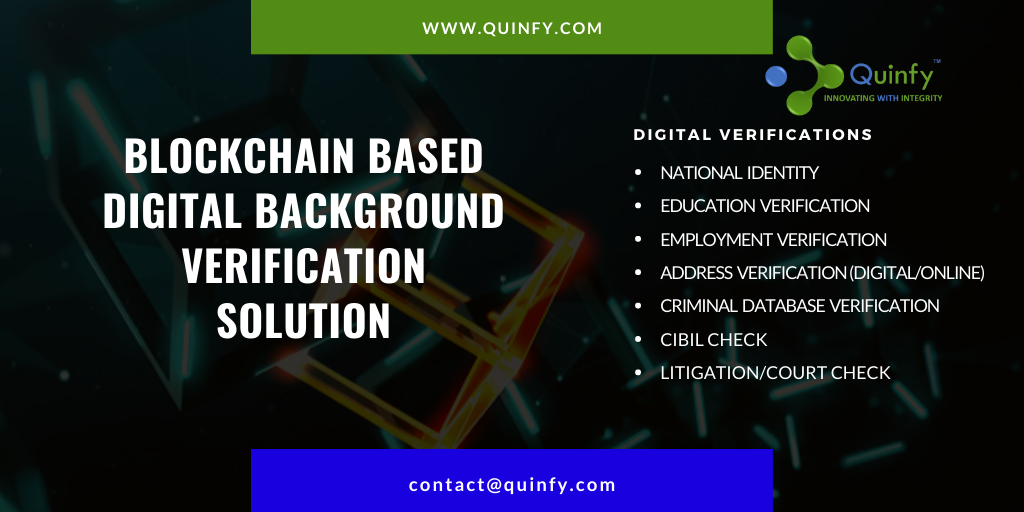 WWW.QUINFY.COM
Quinfy™
INNOVATING WITH INTEGRITY
BLOCKCHAIN BASED
DIGITAL BACKGROUND
VERIFICATION
SOLUTION
DIGITAL VERIFICATIONS
• NATIONAL IDENTITY
• EDUCATION VERIFICATION
• EMPLOYMENT VERIFICATION
• ADDRESS VERIFICATION(DIGITAL/ONLINE)
• CRIMINAL DATABASE VERIFICATION
• CIBIL CHECK
• LITIGATION/COURT CHECK
contact@quinfy.com